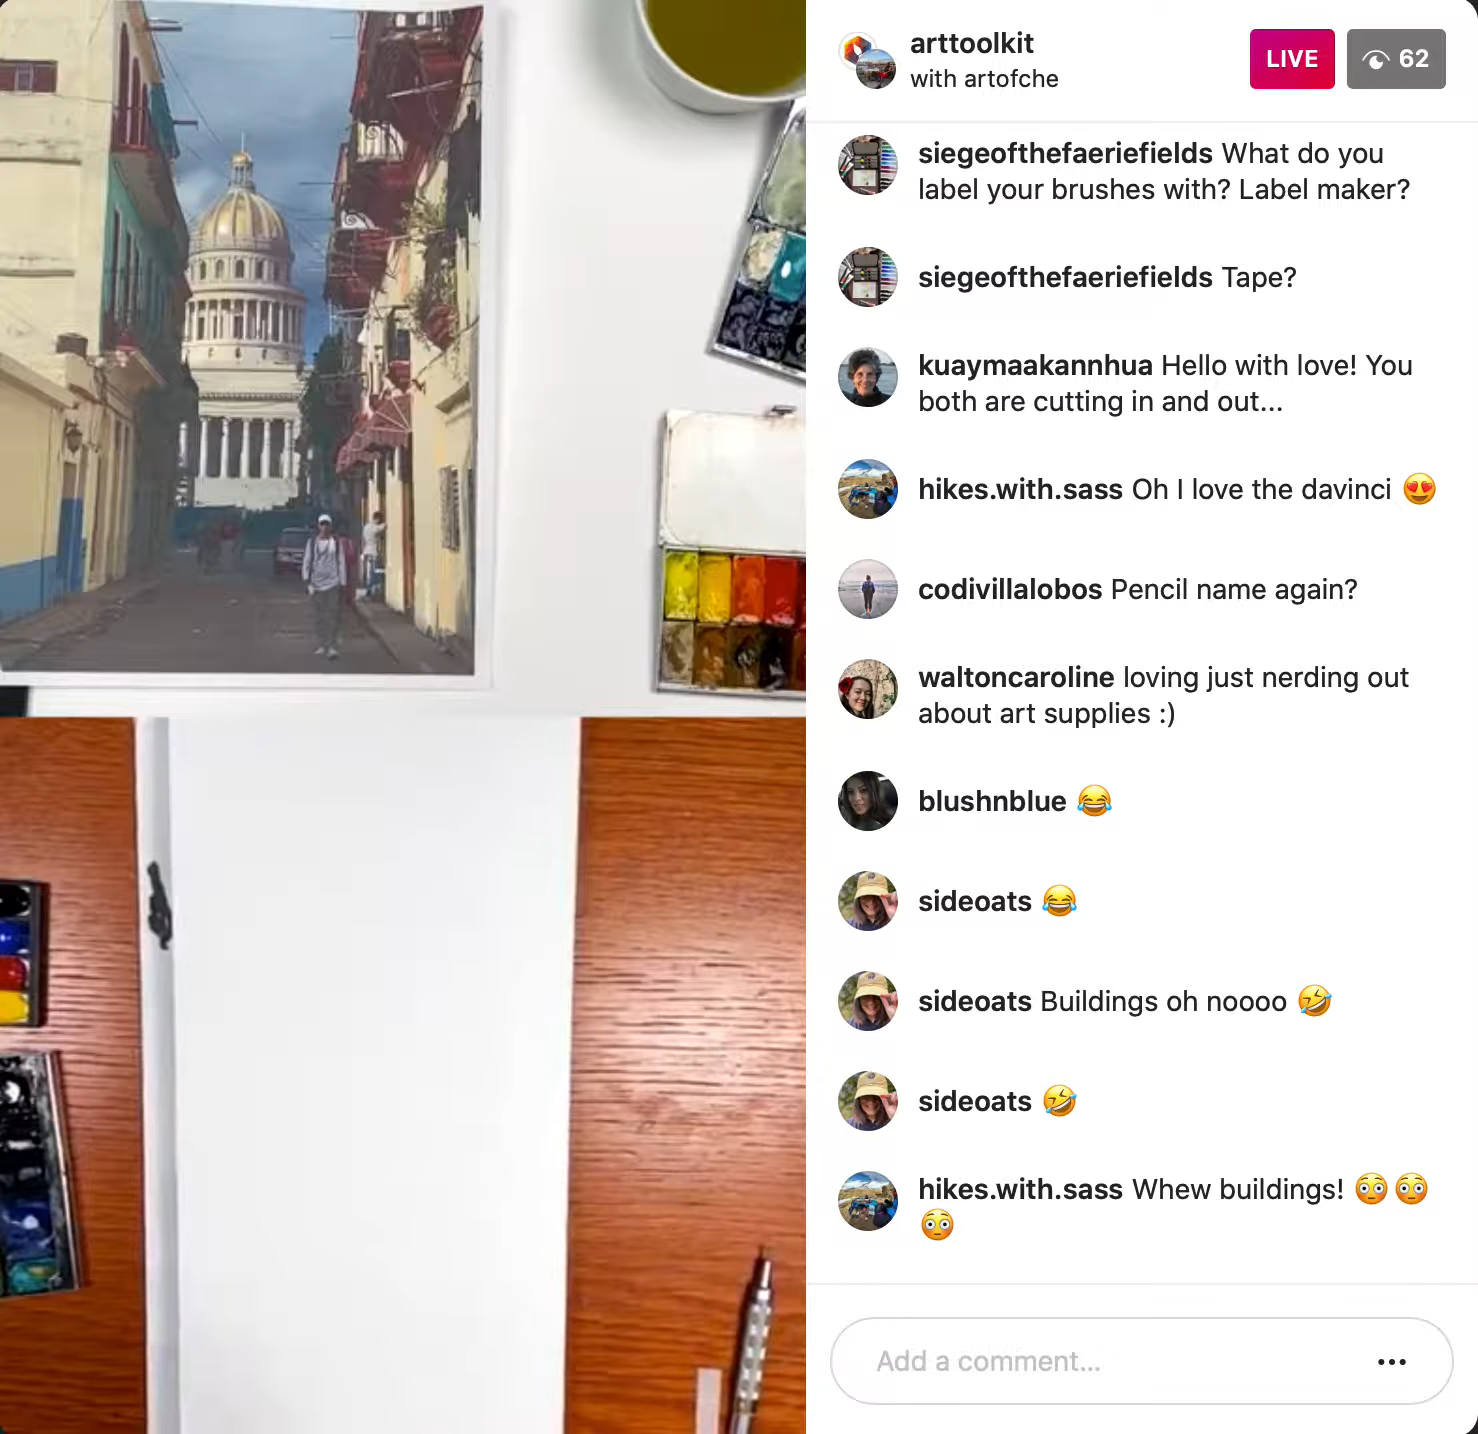 arttoolkit
with artofche
LIVE
62
siegeofthefaeriefields What do you
label your brushes with? Label maker?
siegeofthefaeriefields Tape?
kuaymaakannhua Hello with love! You
both are cutting in and out...
hikes.with.sass Oh I love the davinci 😍
codivillalobos Pencil name again?
waltoncaroline loving just nerding out
about art supplies :)
blushnblue 😂
sideoats 😂
sideoats Buildings oh noooo 🤣
sideoats 🤣
hikes.with.sass Whew buildings! 😳😳
😳
Add a comment...